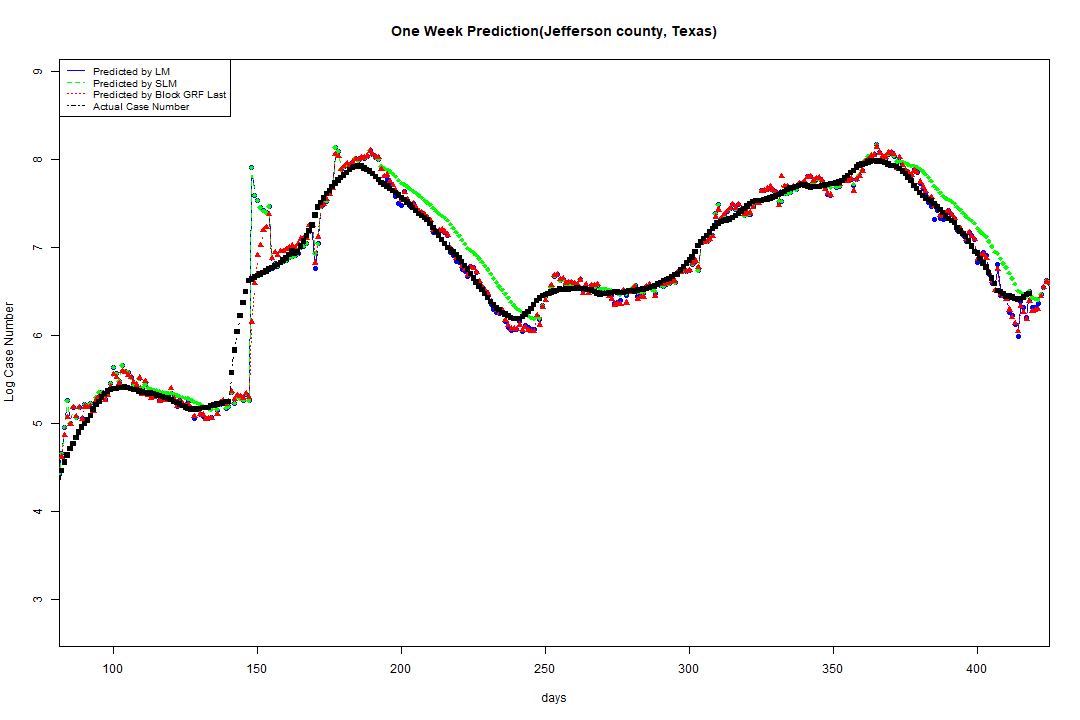 One Week Prediction(Jefferson county, Texas)
Predicted by LM
Predicted by SLM
Predicted by Block GRF Last
Actual Case Number
9
8
7
6
5
4
3
Log Case Number
100 150 200 250 300 350 400
days